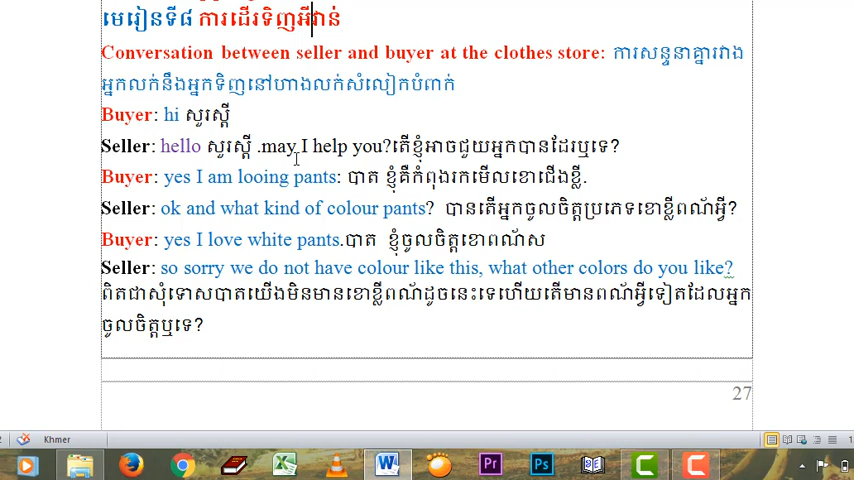 មេរៀនទី៨ ការដើរទិញអីវ៉ាន់
Conversation between seller and buyer at the clothes store: ការសន្ទនាគ្នារវាង
អ្នកលក់នឹងអ្នកទិញនៅហាងលក់សំលៀកបំពាក់
Buyer: hi សួរស្តី
Seller: hello សួរស្តី .may I help you?តើខ្ញុំអាចជួយអ្នកបានដែរឬទេ?
Buyer: yes I am looing pants: បាត ខ្ញុំគឺកំពុងរកមើលខោជើងខ្លី.
Seller: ok and what kind of colour pants? បានតើអ្នកចូលចិត្តប្រភេទខោខ្លីពណ៌អ្វី?
Buyer: yes I love white pants.បាត ខ្ញុំចូលចិត្តខោពណ៌ស
Seller: so sorry we do not have colour like this, what other colors do you like?
ពិតជាសុំទោសបាតយើងមិនមានខោខ្លីពណ៌ដូចនេះទេហើយតើមានពណ៌អ្វីទៀតដែលអ្នក
ចូលចិត្តឬទេ?
27
Khmer